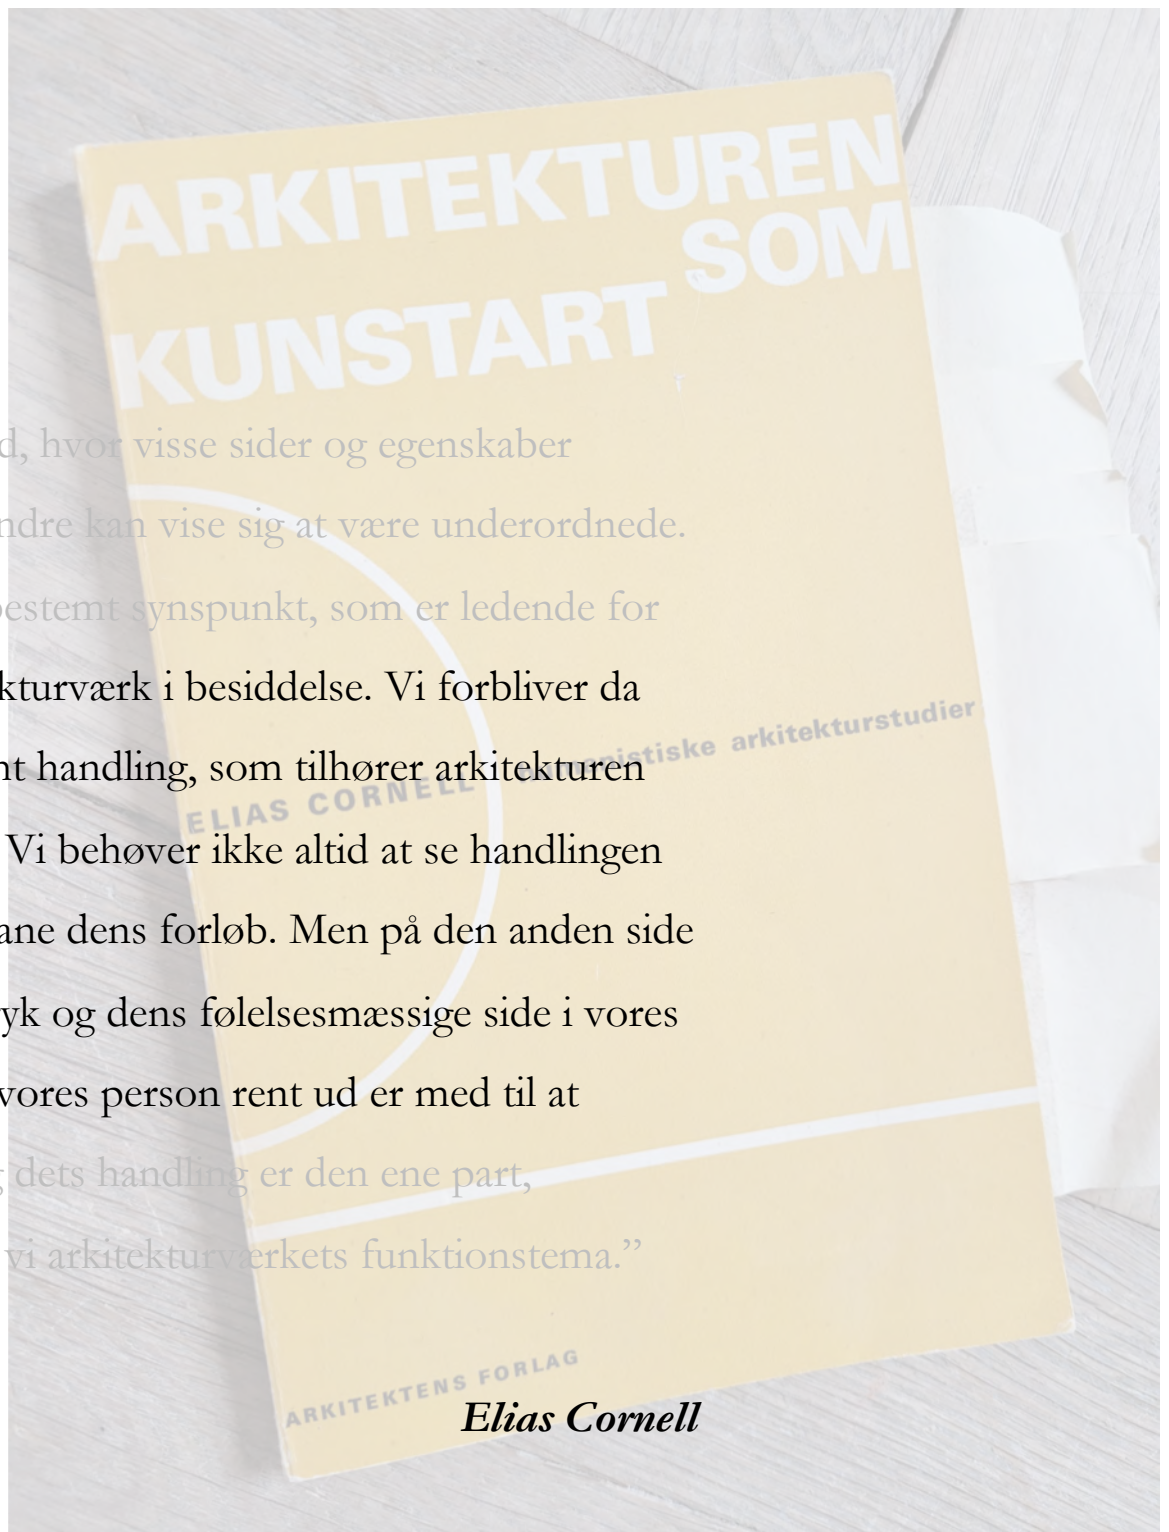 ARKITEKTUREN
SOM
KUNSTART
d, hvor visse sider og egenskaber
ndre kan vise sig at være underordnede.
bestemt synspunkt, som er ledende for
kturværk i besiddelse. Vi forbliver da
nt handling, som tilhører arkitekturen
Vi behøver ikke altid at se handlingen
ane dens forløb. Men på den anden side
yk og dens følelsesmæssige side i vores
vores person rent ud er med til at
g dets handling er den ene part,
vi arkitekturværkets funktionstema.”
ELIAS CORNELL humanistiske arkitekturstudier
ARKITEKTENS FORLAG
Elias Cornell